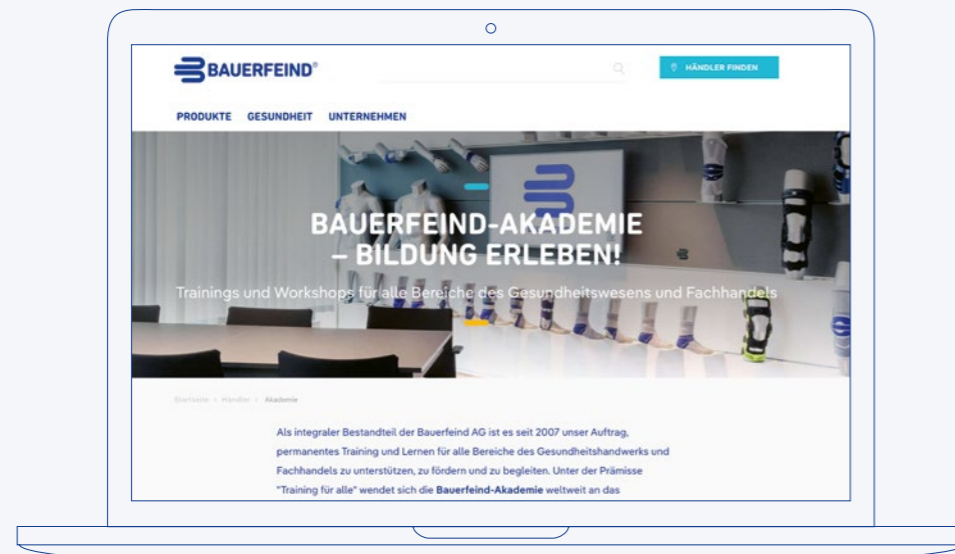 BAUERFEIND®
HÄNDLER FINDEN
PRODUKTE GESUNDHEIT UNTERNEHMEN
BAUERFEIND-AKADEMIE
– BILDUNG ERLEBEN!
Trainings und Workshops für alle Bereiche des Gesundheitswesens und Fachhandels
Startseite > Händler > Akademie
Als integraler Bestandteil der Bauerfeind AG ist es seit 2007 unser Auftrag,
permanentes Training und Lernen für alle Bereiche des Gesundheitshandwerks und
Fachhandels zu unterstützen, zu fördern und zu begleiten. Unter der Prämisse
"Training für alle" wendet sich die Bauerfeind-Akademie weltweit an das